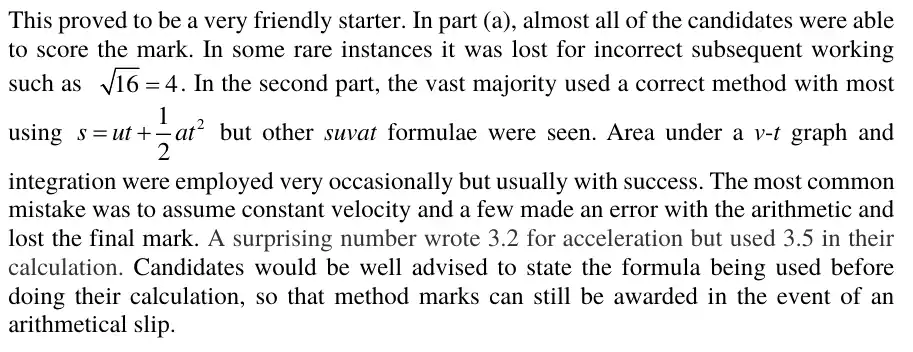 This proved to be a very friendly starter. In part (a), almost all of the candidates were able
to score the mark. In some rare instances it was lost for incorrect subsequent working
such as √16 = 4. In the second part, the vast majority used a correct method with most
using s = ut + 1/2 at² but other suvat formulae were seen. Area under a v-t graph and
integration were employed very occasionally but usually with success. The most common
mistake was to assume constant velocity and a few made an error with the arithmetic and
lost the final mark. A surprising number wrote 3.2 for acceleration but used 3.5 in their
calculation. Candidates would be well advised to state the formula being used before
doing their calculation, so that method marks can still be awarded in the event of an
arithmetical slip.